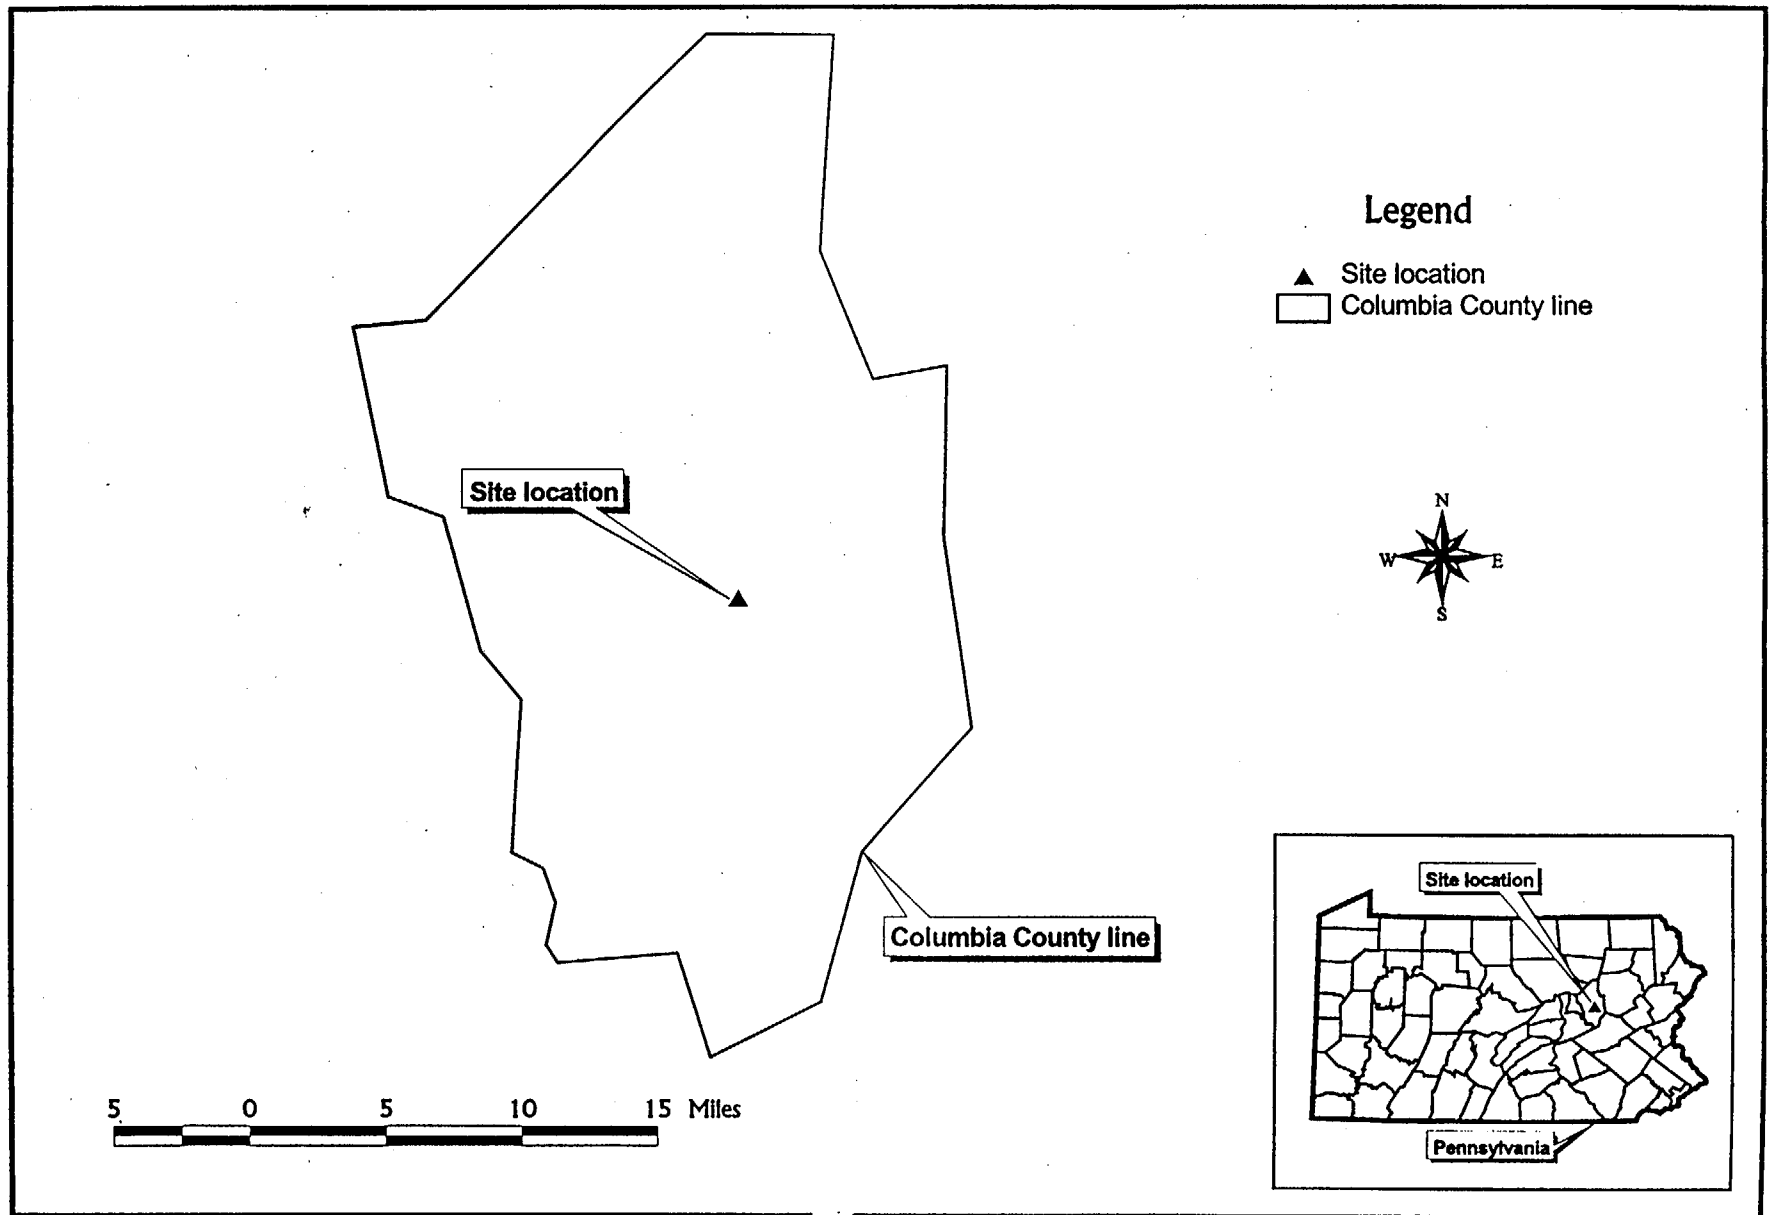 Legend
Site location
Columbia County line
Site location
N
W E
S
Columbia County line
Site location
Pennsylvania
5 0 5 10 15 Miles